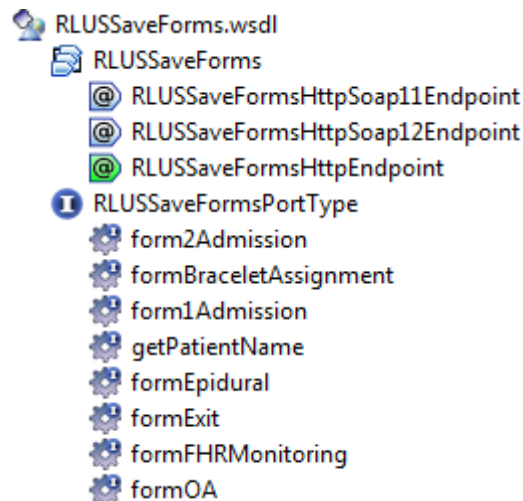 RLUSSaveForms.wsdl
RLUSSaveForms
@ RLUSSaveFormsHttpSoap11Endpoint
@ RLUSSaveFormsHttpSoap12Endpoint
@ RLUSSaveFormsHttpEndpoint
I RLUSSaveFormsPortType
form2Admission
formBraceletAssignment
form1Admission
getPatientName
formEpidural
formExit
formFHRMonitoring
formOA